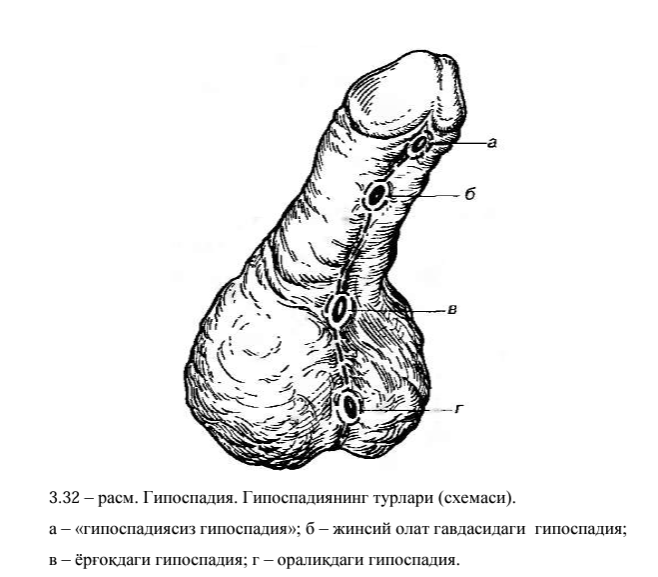 а
б
в
г
3.32 – расм. Гипоспадия. Гипоспадиянинг турлари (схемаси).
а – «гипоспадиясиз гипоспадия»; б – жинсий олат гавдасидаги гипоспадия;
в – ёрғоқдаги гипоспадия; г – оралиқдаги гипоспадия.